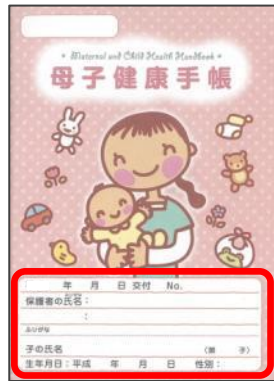 • Maternal and Child Health Handbook •
母子健康手帳
年 月 日 交付 No.
保護者の氏名：
：
ふりがな
子の氏名 （第 子）
生年月日：平成 年 月 日 性別：